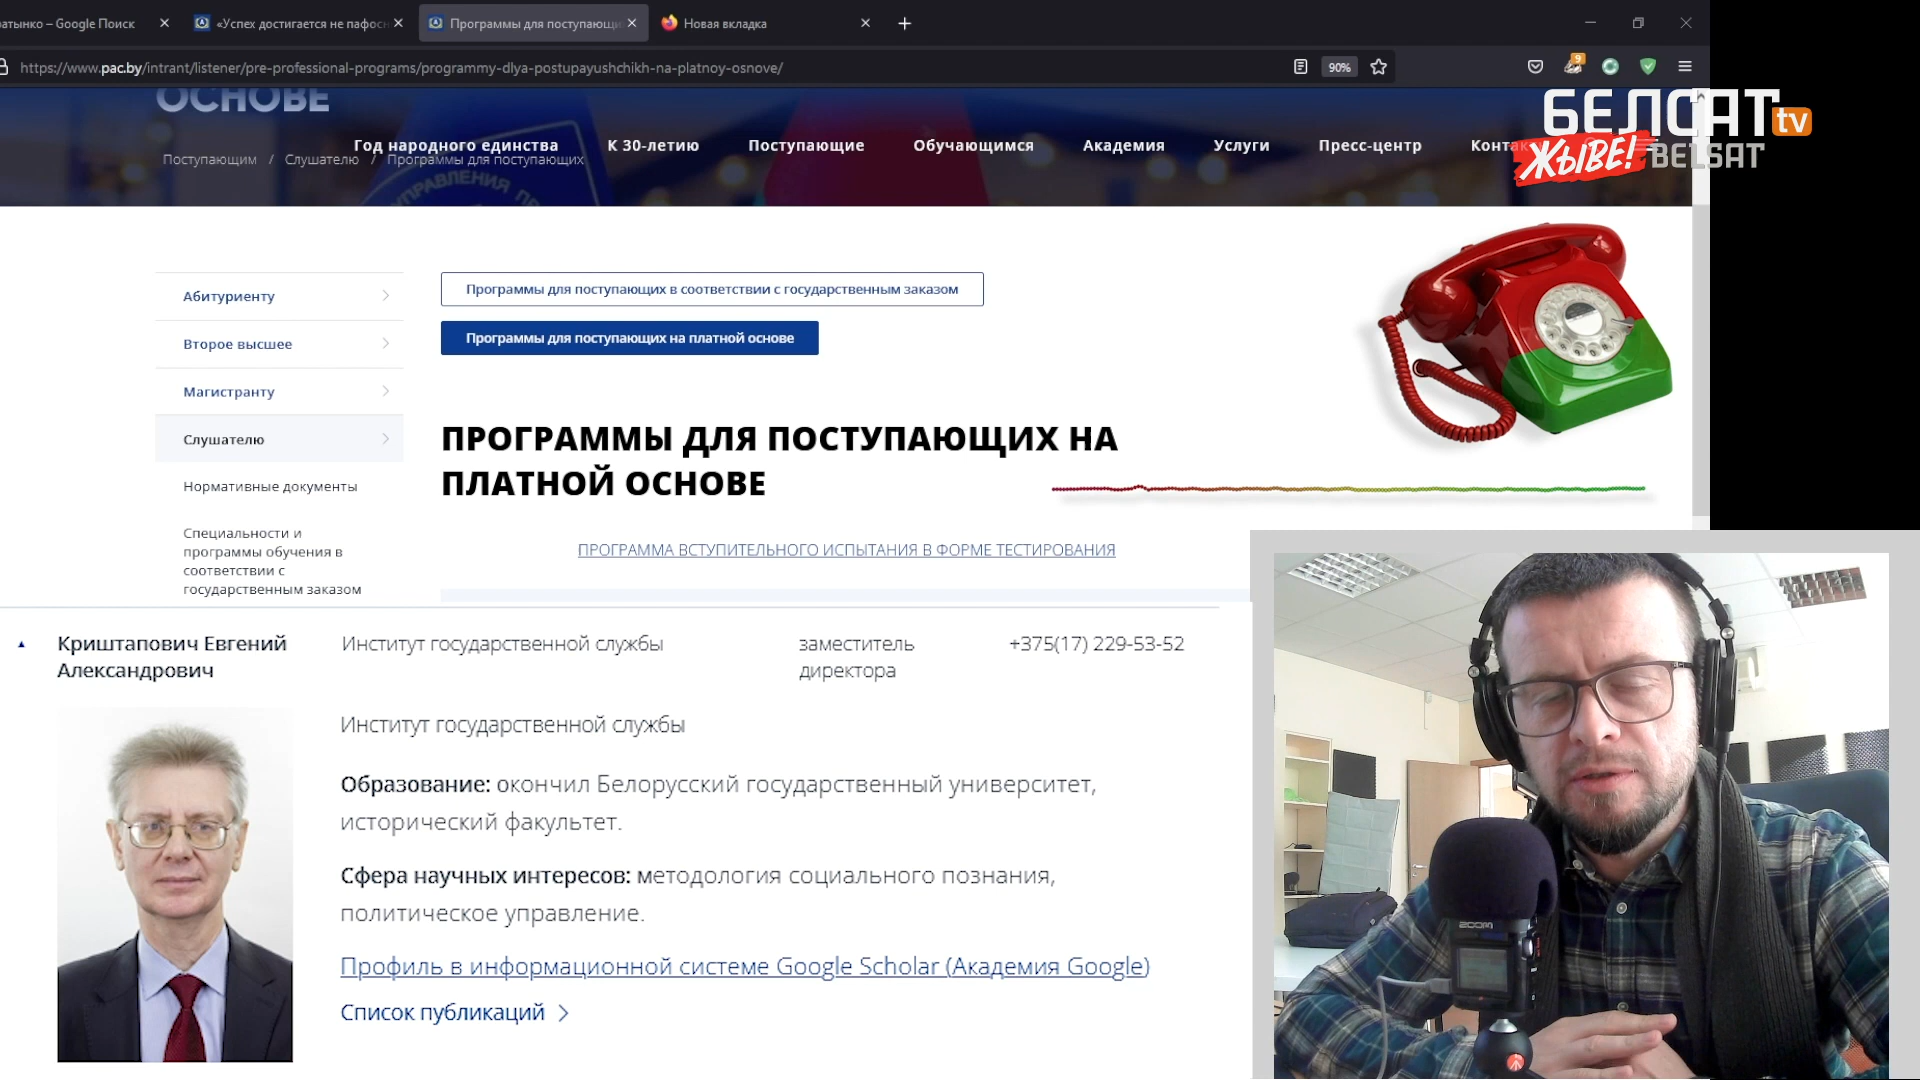 атынко – Google Поиск
«Успех достигается не пафосн
Программы для поступающи
Новая вкладка
https://www.pac.by/intrant/listener/pre-professional-programs/programmy-dlya-postupayushchikh-na-platnoy-osnove/
90%
9
ОСНОВЕ
БЕЛСАТ tv
ЖЫВЕ! BELSAT
Год народного единства
К 30-летию
Поступающие
Обучающимся
Академия
Услуги
Пресс-центр
Контак
Поступающим / Слушателю / Программы для поступающих
УПРАВЛЕНИЯ
Абитуриенту
Второе высшее
Магистранту
Слушателю
Нормативные документы
Специальности и
программы обучения в
соответствии с
государственным заказом
Программы для поступающих в соответствии с государственным заказом
Программы для поступающих на платной основе
ПРОГРАММЫ ДЛЯ ПОСТУПАЮЩИХ НА
ПЛАТНОЙ ОСНОВЕ
ПРОГРАММА ВСТУПИТЕЛЬНОГО ИСПЫТАНИЯ В ФОРМЕ ТЕСТИРОВАНИЯ
Криштапович Евгений
Александрович
Институт государственной службы
заместитель
директора
+375(17) 229-53-52
Институт государственной службы
Образование: окончил Белорусский государственный университет,
исторический факультет.
Сфера научных интересов: методология социального познания,
политическое управление.
Профиль в информационной системе Google Scholar (Академия Google)
Список публикаций
zoom